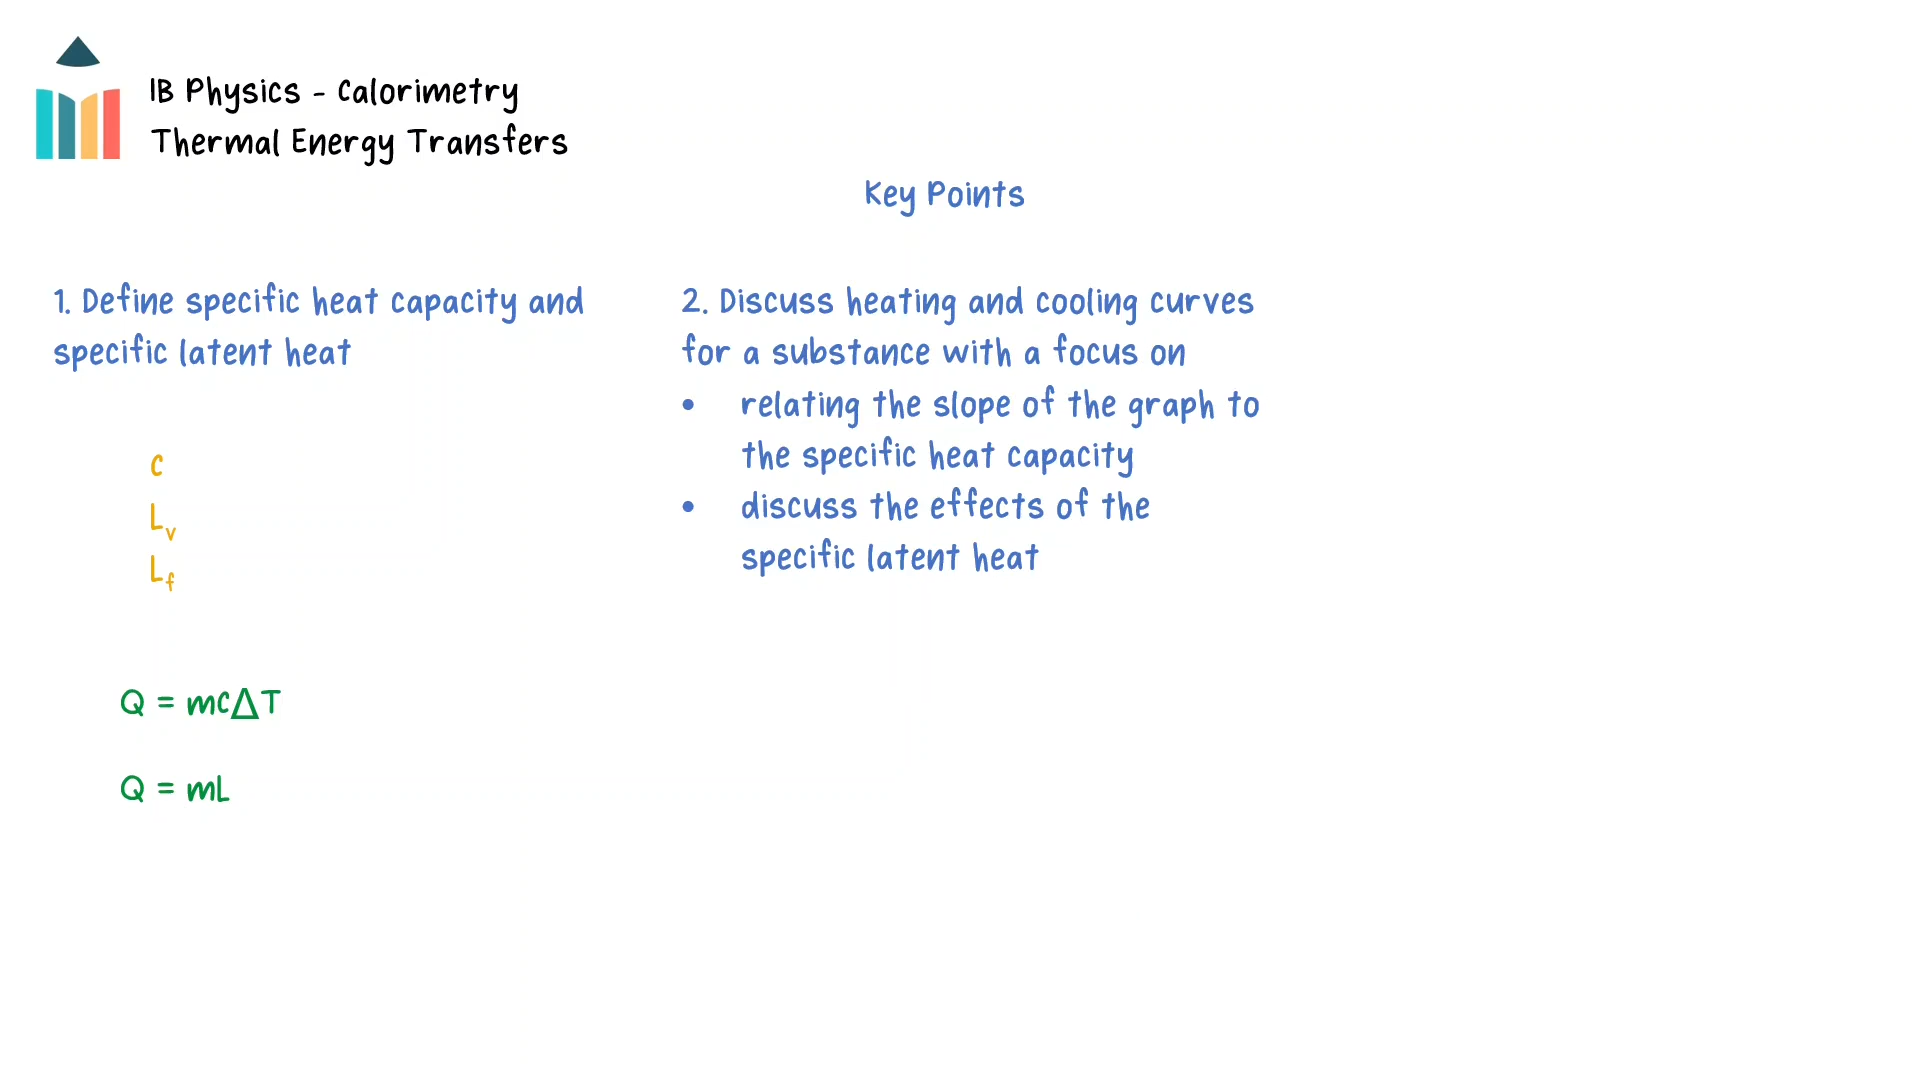 IB Physics - Calorimetry
Thermal Energy Transfers
Key Points
1. Define specific heat capacity and
specific latent heat
c
Lᵥ
L_f
Q = mcΔT
Q = mL
2. Discuss heating and cooling curves
for a substance with a focus on
• relating the slope of the graph to
the specific heat capacity
• discuss the effects of the
specific latent heat